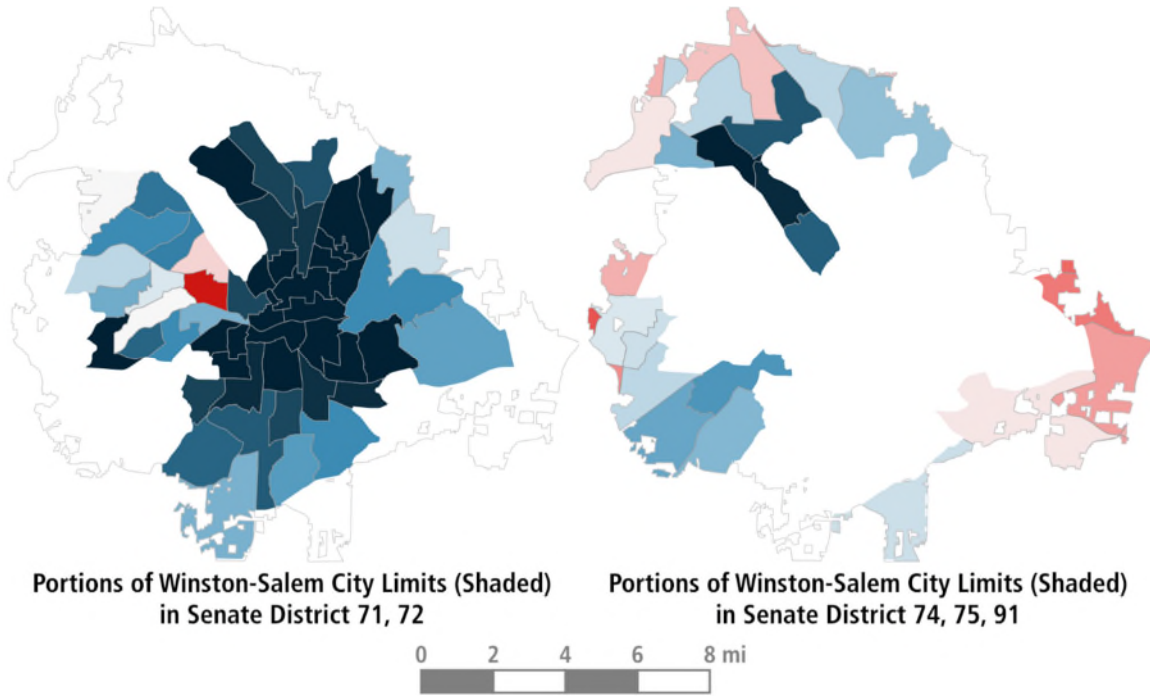 Portions of Winston-Salem City Limits (Shaded)
in Senate District 71, 72
Portions of Winston-Salem City Limits (Shaded)
in Senate District 74, 75, 91
0 2 4 6 8 mi